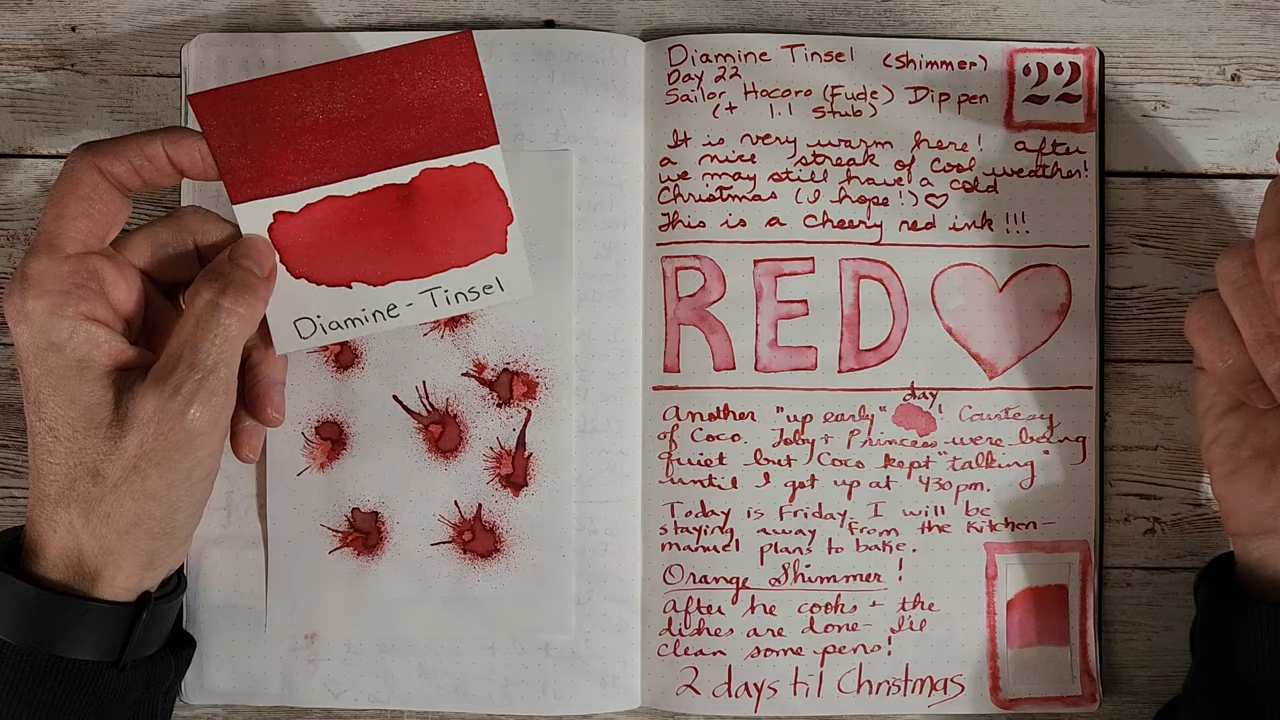 Diamine-Tinsel
Diamine Tinsel (Shimmer)
22
Day 22
Sailor Hocoro (Fude) Dip pen
(+ 1.1 Stub)
It is very warm here! after
a nice streak of cool weather!
we may still have a cold
Christmas (I hope!)♡
This is a cheery red ink!!!
RED
day
Another "up early" ! Courtesy
of Coco. Toby + Princess were being
quiet but Coco kept "talking"
until I got up at 430pm.
Today is Friday. I will be
staying away from the kitchen-
manuel plans to bake.
Orange Shimmer!
After he cooks + the
dishes are done- I'll
clean some pens!
2 days til Christmas